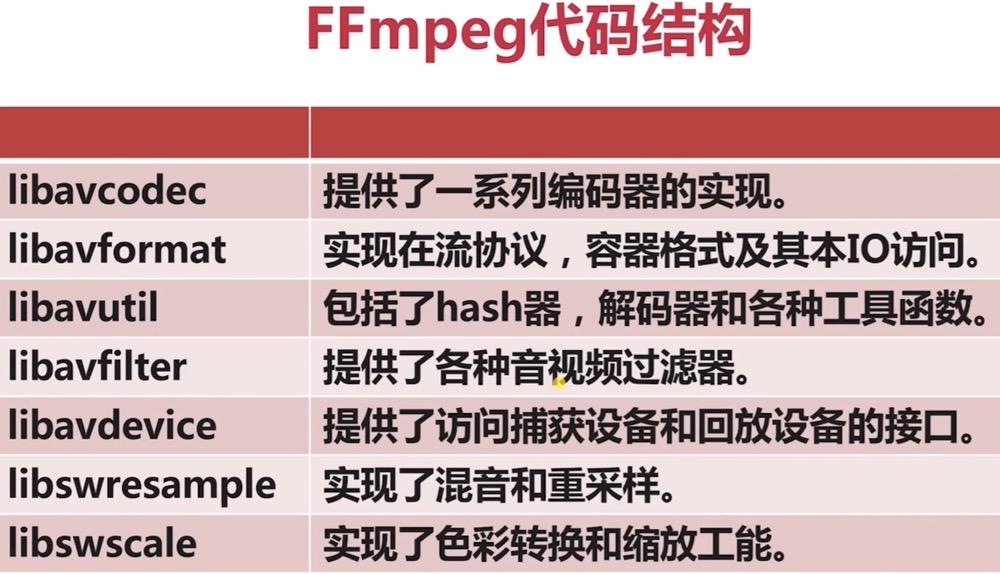 FFmpeg代码结构
libavcodec 提供了一系列编码器的实现。
libavformat 实现在流协议，容器格式及其本IO访问。
libavutil 包括了hash器，解码器和各种工具函数。
libavfilter 提供了各种音视频过滤器。
libavdevice 提供了访问捕获设备和回放设备的接口。
libswresample 实现了混音和重采样。
libswscale 实现了色彩转换和缩放工能。